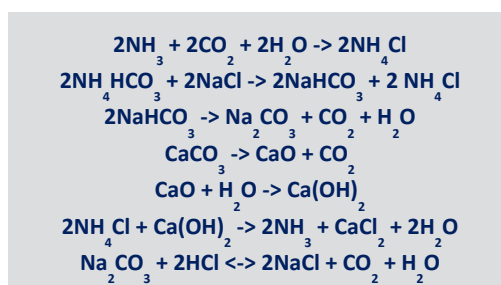 2NH₃ + 2CO₂ + 2H₂O -> 2NH₄Cl
2NH₄HCO₃ + 2NaCl -> 2NaHCO₃ + 2 NH₄Cl
2NaHCO₃ -> Na₂CO₃ + CO₂ + H₂O
CaCO₃ -> CaO + CO₂
CaO + H₂O -> Ca(OH)₂
2NH₄Cl + Ca(OH)₂ -> 2NH₃ + CaCl₂ + 2H₂O
Na₂CO₃ + 2HCl <-> 2NaCl + CO₂ + H₂O